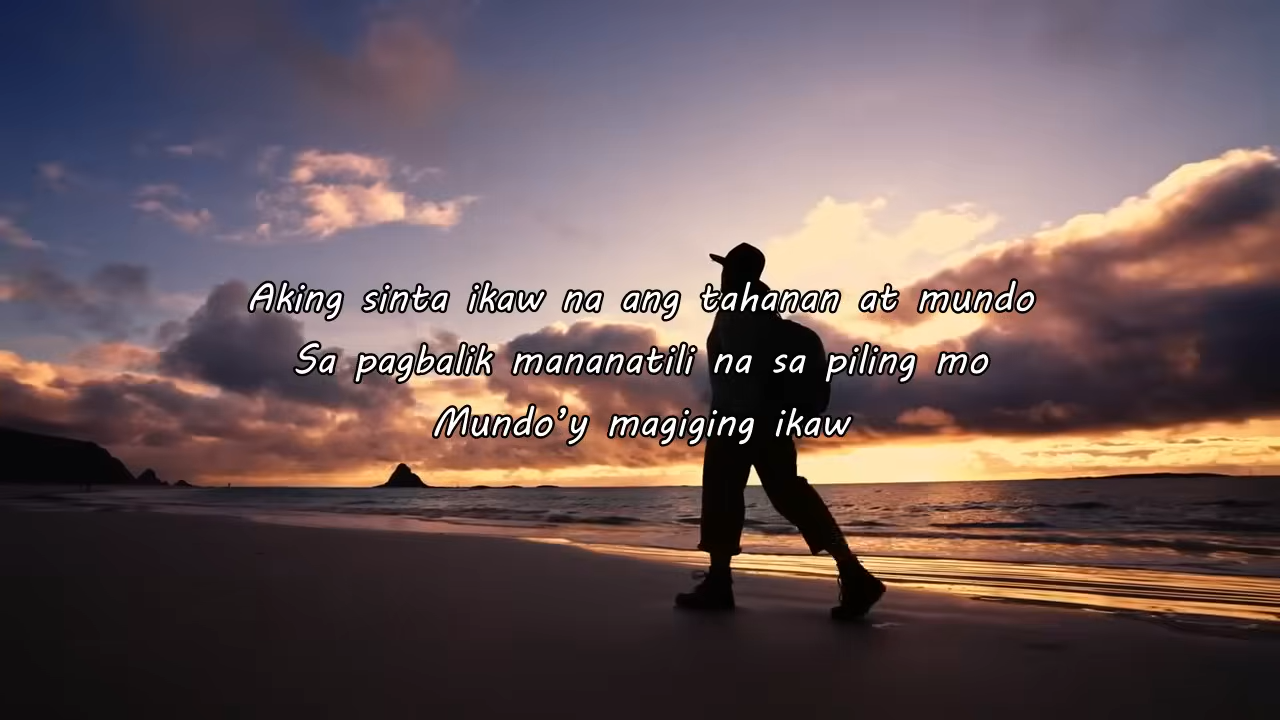 Aking sinta ikaw na ang tahanan at mundo
Sa pagbalik mananatili na sa piling mo
Mundo’y magiging ikaw